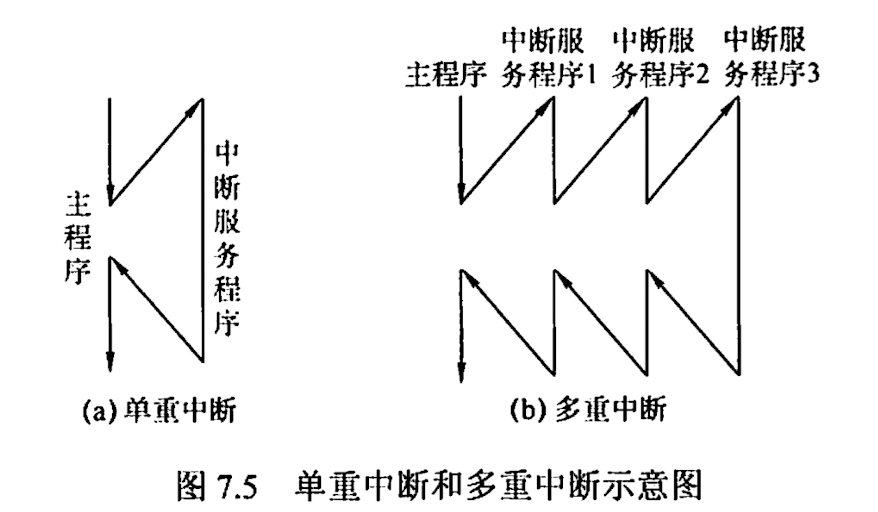 中断服 中断服 中断服
主程序 务程序1 务程序2 务程序3
主程序
中断服务程序
(a) 单重中断
(b) 多重中断
图 7.5 单重中断和多重中断示意图